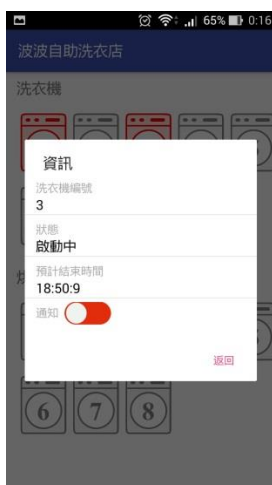 65% 0:16
波波自助洗衣店
洗衣機
資訊
洗衣機編號
3
狀態
啟動中
預計結束時間
18:50:9
通知
返回
6 7 8